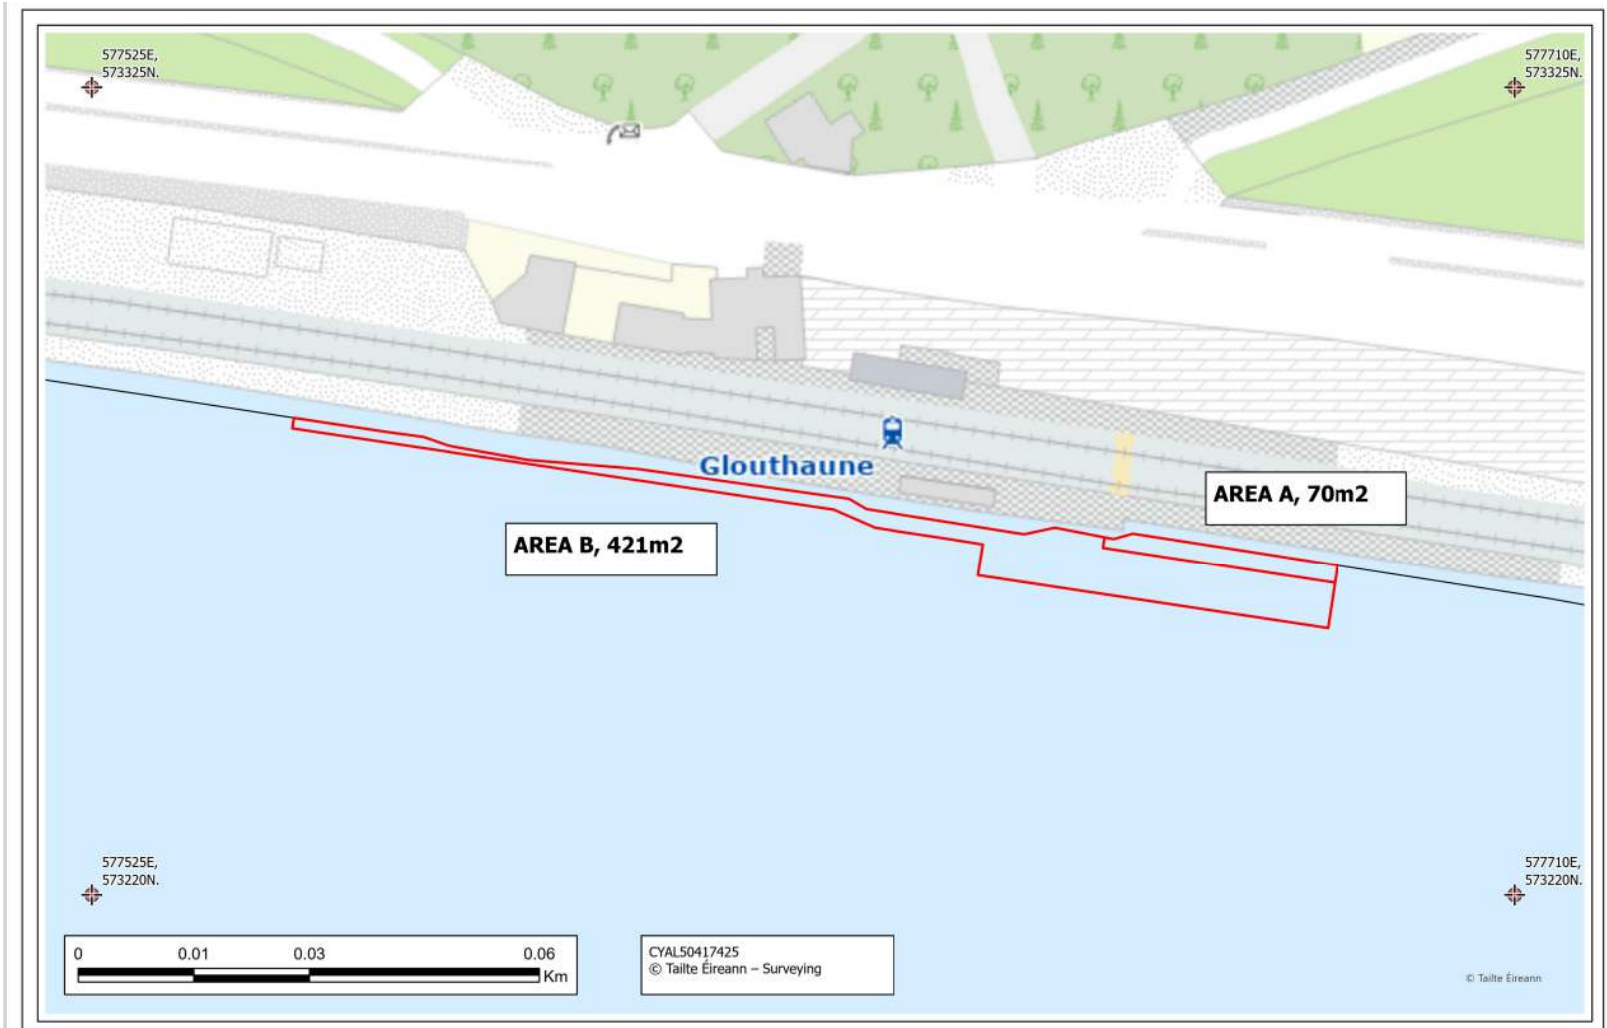 577525E,
573325N.
577710E,
573325N.
Glouthaune
AREA A, 70m2
AREA B, 421m2
577525E,
573220N.
577710E,
573220N.
0 0.01 0.03 0.06
Km
CYAL50417425
© Tailte Éireann – Surveying
© Tailte Éireann